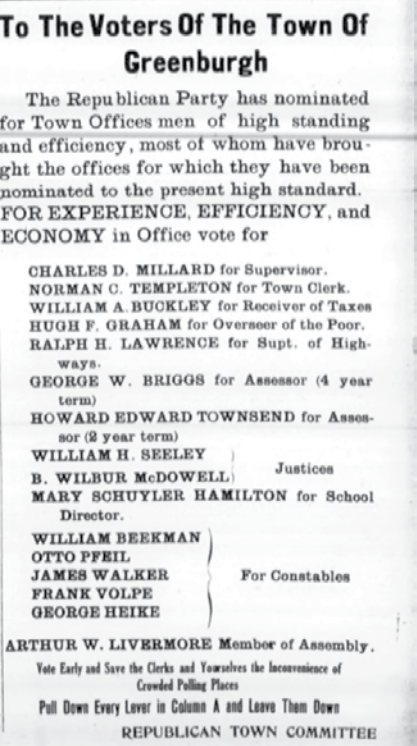 To The Voters Of The Town Of
Greenburgh
The Republican Party has nominated
for Town Offices men of high standing
and efficiency, most of whom have brou-
ght the offices for which they have been
nominated to the present high standard.
FOR EXPERIENCE, EFFICIENCY, and
ECONOMY in Office vote for
CHARLES D. MILLARD for Supervisor.
NORMAN C. TEMPLETON for Town Clerk.
WILLIAM A. BUCKLEY for Receiver of Taxes
HUGH F. GRAHAM for Overseer of the Poor.
RALPH H. LAWRENCE for Supt. of High-
ways.
GEORGE W. BRIGGS for Assessor (4 year
term)
HOWARD EDWARD TOWNSEND for Asses-
sor (2 year term)
WILLIAM H. SEELEY
B. WILBUR McDOWELL
Justices
MARY SCHUYLER HAMILTON for School
Director.
WILLIAM BEEKMAN
OTTO PFEIL
JAMES WALKER
FRANK VOLPE
GEORGE HEIKE
For Constables
ARTHUR W. LIVERMORE Member of Assembly.
Vote Early and Save the Clerks and Yourselves the Inconvenience of
Crowded Polling Places
Pull Down Every Lever in Column A and Leave Them Down
REPUBLICAN TOWN COMMITTEE